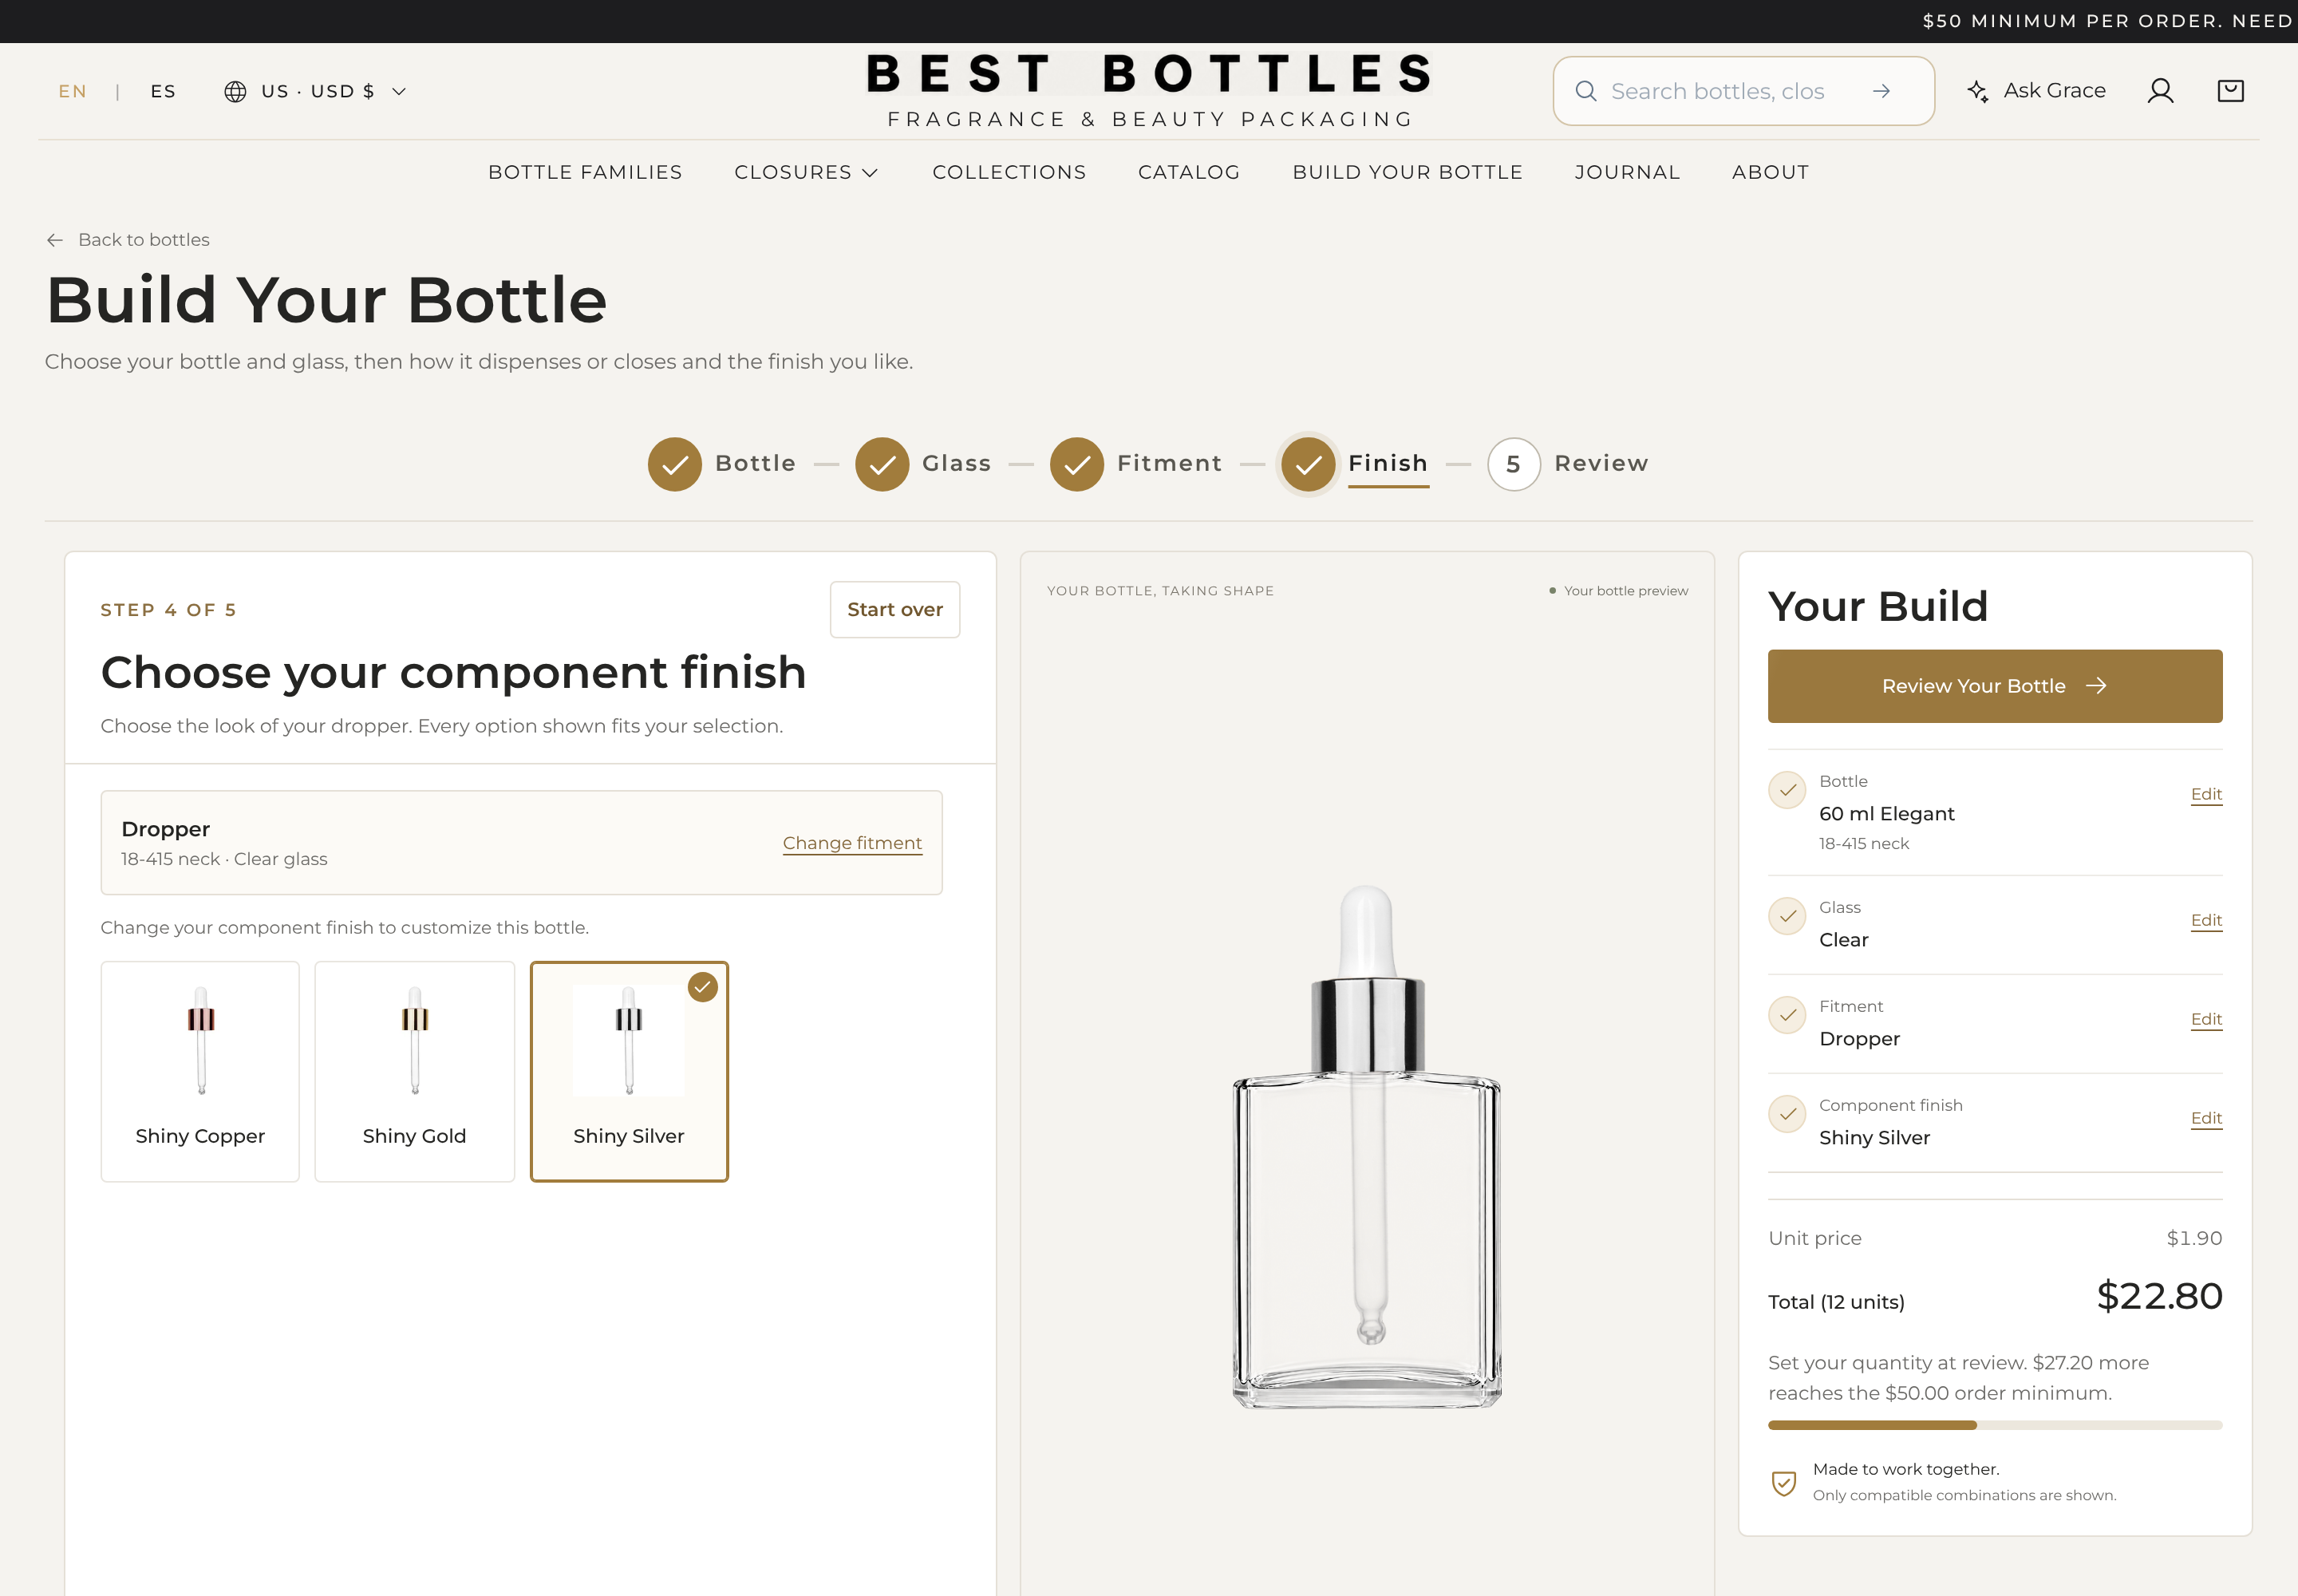 $50 MINIMUM PER ORDER. NEED
EN | ES US · USD $
BEST BOTTLES
FRAGRANCE & BEAUTY PACKAGING
Search bottles, clos
Ask Grace
BOTTLE FAMILIES CLOSURES COLLECTIONS CATALOG BUILD YOUR BOTTLE JOURNAL ABOUT
Back to bottles
Build Your Bottle
Choose your bottle and glass, then how it dispenses or closes and the finish you like.
Bottle Glass Fitment Finish 5 Review
STEP 4 OF 5
Start over
Choose your component finish
Choose the look of your dropper. Every option shown fits your selection.
Dropper
18-415 neck · Clear glass
Change fitment
Change your component finish to customize this bottle.
Shiny Copper
Shiny Gold
Shiny Silver
YOUR BOTTLE, TAKING SHAPE
Your bottle preview
Your Build
Review Your Bottle
Bottle
60 ml Elegant
18-415 neck
Edit
Glass
Clear
Edit
Fitment
Dropper
Edit
Component finish
Shiny Silver
Edit
Unit price $1.90
Total (12 units) $22.80
Set your quantity at review. $27.20 more
reaches the $50.00 order minimum.
Made to work together.
Only compatible combinations are shown.